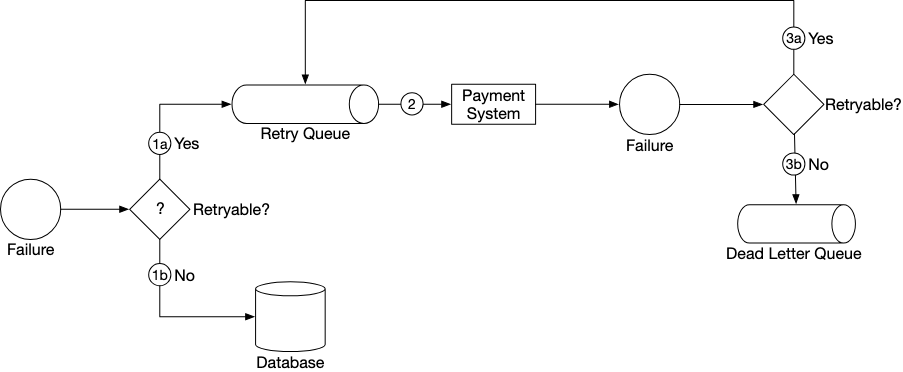 3a Yes
Payment
System
2
Retryable?
Retry Queue
1a Yes
Failure
3b No
? Retryable?
Failure
Dead Letter Queue
1b No
Database